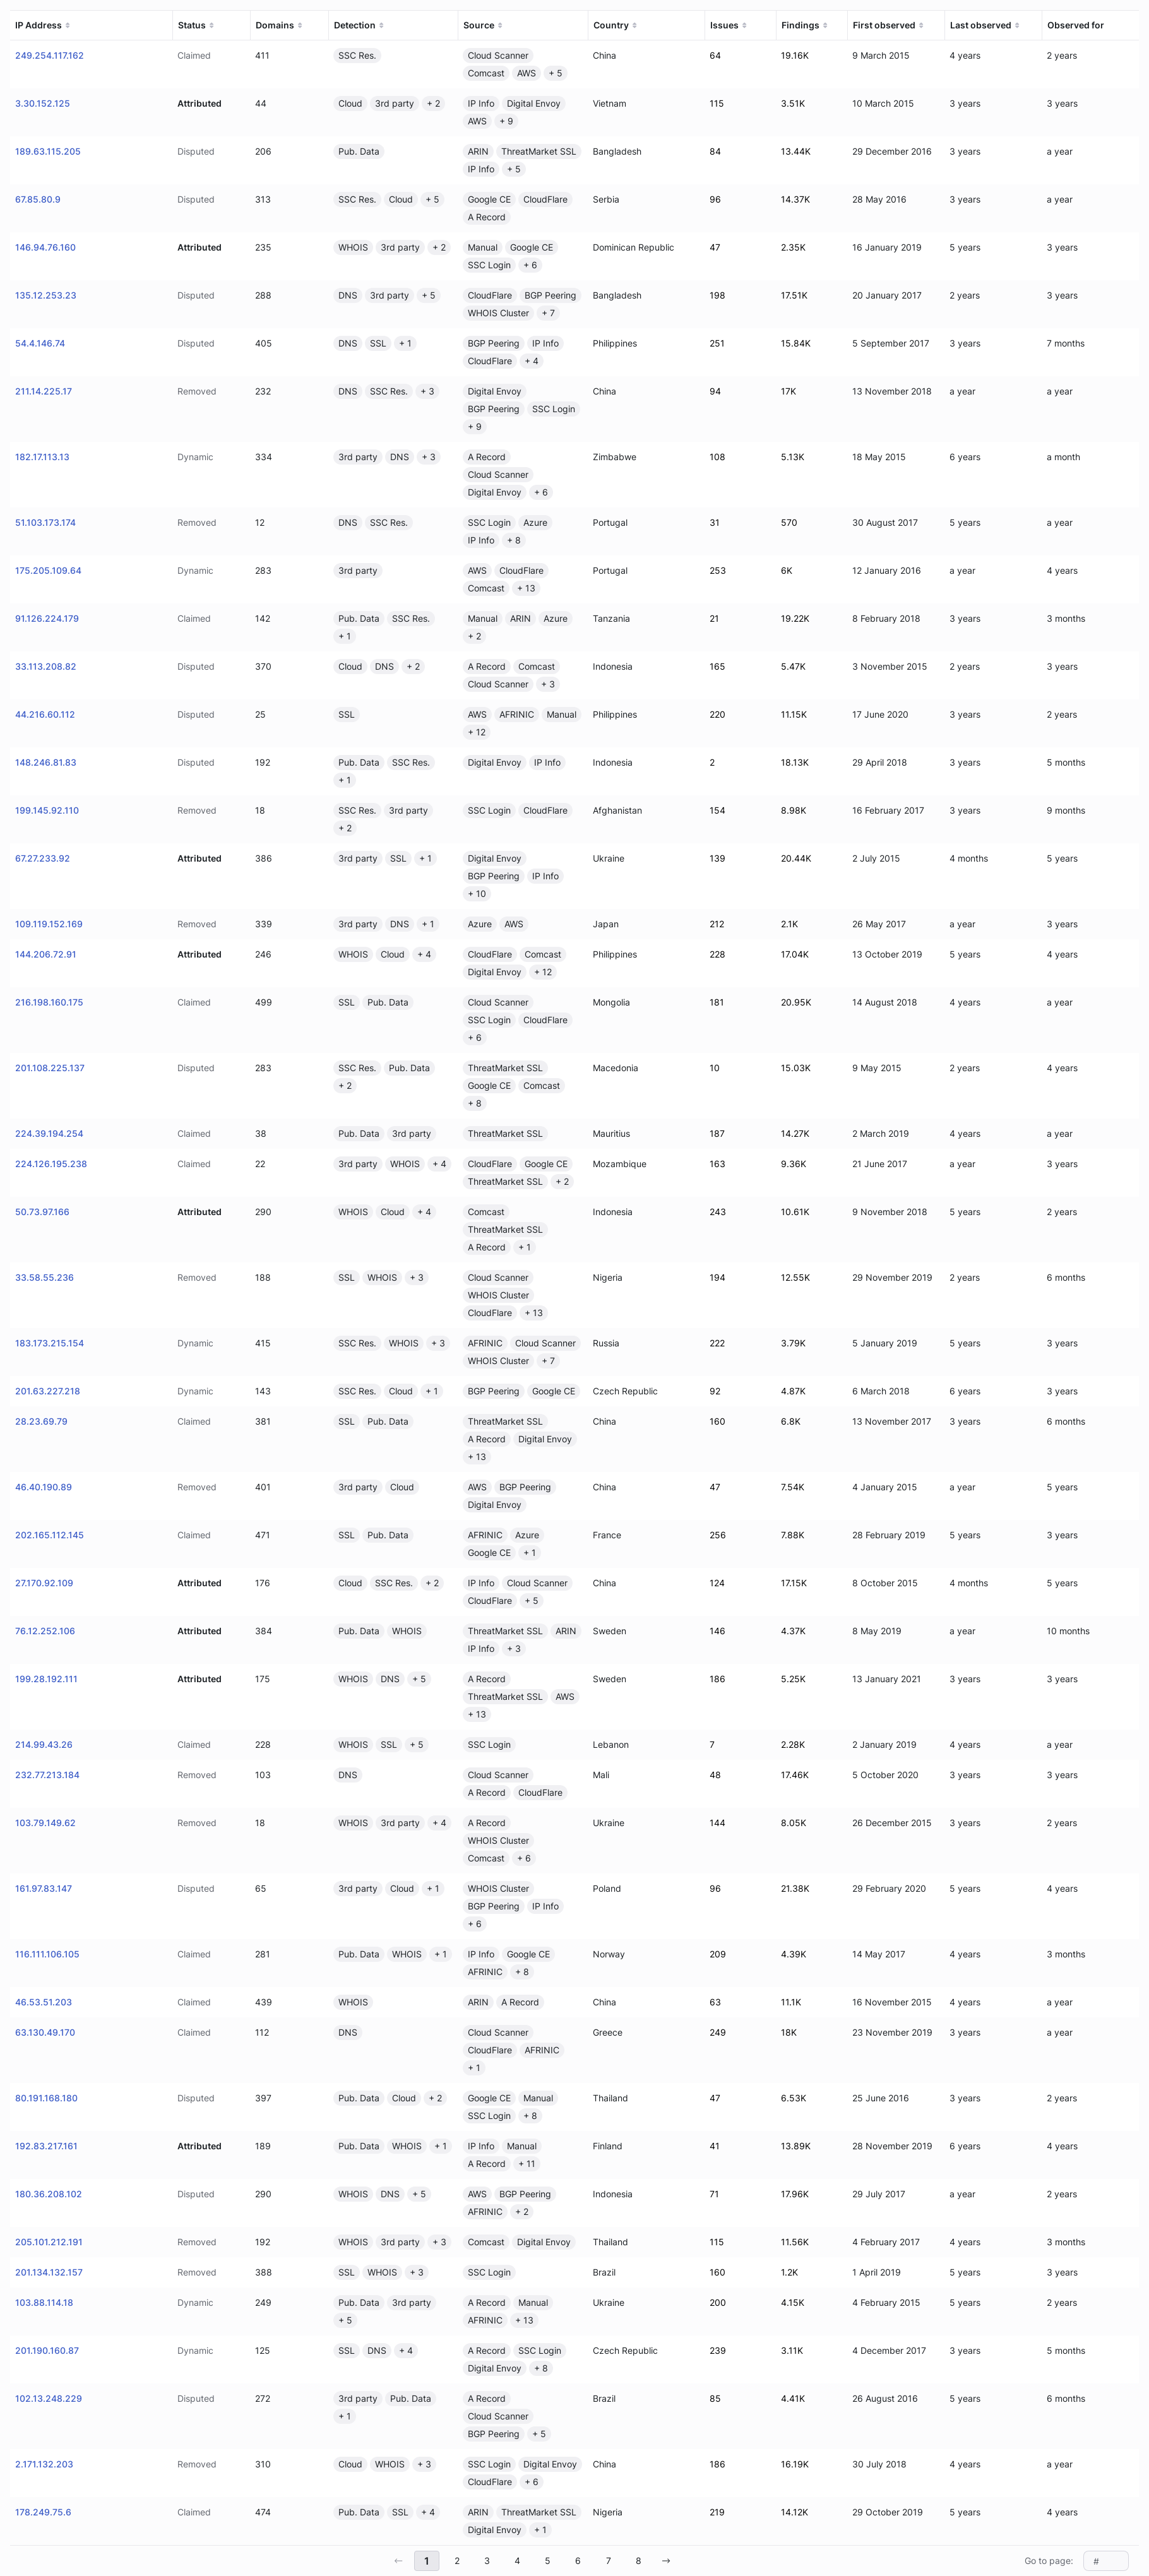 IP Address Status Domains Detection Source Country Issues Findings First observed Last observed Observed for
249.254.117.162 Claimed 411 SSC Res. Cloud Scanner China 64 19.16K 9 March 2015 4 years 2 years
Comcast AWS + 5
3.30.152.125 Attributed 44 Cloud 3rd party + 2 IP Info Digital Envoy Vietnam 115 3.51K 10 March 2015 3 years 3 years
AWS + 9
189.63.115.205 Disputed 206 Pub. Data ARIN ThreatMarket SSL Bangladesh 84 13.44K 29 December 2016 3 years a year
IP Info + 5
67.85.80.9 Disputed 313 SSC Res. Cloud + 5 Google CE CloudFlare Serbia 96 14.37K 28 May 2016 3 years a year
A Record
146.94.76.160 Attributed 235 WHOIS 3rd party + 2 Manual Google CE Dominican Republic 47 2.35K 16 January 2019 5 years 3 years
SSC Login + 6
135.12.253.23 Disputed 288 DNS 3rd party + 5 CloudFlare BGP Peering Bangladesh 198 17.51K 20 January 2017 2 years 3 years
WHOIS Cluster + 7
54.4.146.74 Disputed 405 DNS SSL + 1 BGP Peering IP Info Philippines 251 15.84K 5 September 2017 3 years 7 months
CloudFlare + 4
211.14.225.17 Removed 232 DNS SSC Res. + 3 Digital Envoy China 94 17K 13 November 2018 a year a year
BGP Peering SSC Login
+ 9
182.17.113.13 Dynamic 334 3rd party DNS + 3 A Record Zimbabwe 108 5.13K 18 May 2015 6 years a month
Cloud Scanner
Digital Envoy + 6
51.103.173.174 Removed 12 DNS SSC Res. SSC Login Azure Portugal 31 570 30 August 2017 5 years a year
IP Info + 8
175.205.109.64 Dynamic 283 3rd party AWS CloudFlare Portugal 253 6K 12 January 2016 a year 4 years
Comcast + 13
91.126.224.179 Claimed 142 Pub. Data SSC Res. Manual ARIN Azure Tanzania 21 19.22K 8 February 2018 3 years 3 months
+ 1 + 2
33.113.208.82 Disputed 370 Cloud DNS + 2 A Record Comcast Indonesia 165 5.47K 3 November 2015 2 years 3 years
Cloud Scanner + 3
44.216.60.112 Disputed 25 SSL AWS AFRINIC Manual Philippines 220 11.15K 17 June 2020 3 years 2 years
+ 12
148.246.81.83 Disputed 192 Pub. Data SSC Res. Digital Envoy IP Info Indonesia 2 18.13K 29 April 2018 3 years 5 months
+ 1
199.145.92.110 Removed 18 SSC Res. 3rd party SSC Login CloudFlare Afghanistan 154 8.98K 16 February 2017 3 years 9 months
+ 2
67.27.233.92 Attributed 386 3rd party SSL + 1 Digital Envoy Ukraine 139 20.44K 2 July 2015 4 months 5 years
BGP Peering IP Info
+ 10
109.119.152.169 Removed 339 3rd party DNS + 1 Azure AWS Japan 212 2.1K 26 May 2017 a year 3 years
144.206.72.91 Attributed 246 WHOIS Cloud + 4 CloudFlare Comcast Philippines 228 17.04K 13 October 2019 5 years 4 years
Digital Envoy + 12
216.198.160.175 Claimed 499 SSL Pub. Data Cloud Scanner Mongolia 181 20.95K 14 August 2018 4 years a year
SSC Login CloudFlare
+ 6
201.108.225.137 Disputed 283 SSC Res. Pub. Data ThreatMarket SSL Macedonia 10 15.03K 9 May 2015 2 years 4 years
+ 2 Google CE Comcast
+ 8
224.39.194.254 Claimed 38 Pub. Data 3rd party ThreatMarket SSL Mauritius 187 14.27K 2 March 2019 4 years a year
224.126.195.238 Claimed 22 3rd party WHOIS + 4 CloudFlare Google CE Mozambique 163 9.36K 21 June 2017 a year 3 years
ThreatMarket SSL + 2
50.73.97.166 Attributed 290 WHOIS Cloud + 4 Comcast Indonesia 243 10.61K 9 November 2018 5 years 2 years
ThreatMarket SSL
A Record + 1
33.58.55.236 Removed 188 SSL WHOIS + 3 Cloud Scanner Nigeria 194 12.55K 29 November 2019 2 years 6 months
WHOIS Cluster
CloudFlare + 13
183.173.215.154 Dynamic 415 SSC Res. WHOIS + 3 AFRINIC Cloud Scanner Russia 222 3.79K 5 January 2019 5 years 3 years
WHOIS Cluster + 7
201.63.227.218 Dynamic 143 SSC Res. Cloud + 1 BGP Peering Google CE Czech Republic 92 4.87K 6 March 2018 6 years 3 years
28.23.69.79 Claimed 381 SSL Pub. Data ThreatMarket SSL China 160 6.8K 13 November 2017 3 years 6 months
A Record Digital Envoy
+ 13
46.40.190.89 Removed 401 3rd party Cloud AWS BGP Peering China 47 7.54K 4 January 2015 a year 5 years
Digital Envoy
202.165.112.145 Claimed 471 SSL Pub. Data AFRINIC Azure France 256 7.88K 28 February 2019 5 years 3 years
Google CE + 1
27.170.92.109 Attributed 176 Cloud SSC Res. + 2 IP Info Cloud Scanner China 124 17.15K 8 October 2015 4 months 5 years
CloudFlare + 5
76.12.252.106 Attributed 384 Pub. Data WHOIS ThreatMarket SSL ARIN Sweden 146 4.37K 8 May 2019 a year 10 months
IP Info + 3
199.28.192.111 Attributed 175 WHOIS DNS + 5 A Record Sweden 186 5.25K 13 January 2021 3 years 3 years
ThreatMarket SSL AWS
+ 13
214.99.43.26 Claimed 228 WHOIS SSL + 5 SSC Login Lebanon 7 2.28K 2 January 2019 4 years a year
232.77.213.184 Removed 103 DNS Cloud Scanner Mali 48 17.46K 5 October 2020 3 years 3 years
A Record CloudFlare
103.79.149.62 Removed 18 WHOIS 3rd party + 4 A Record Ukraine 144 8.05K 26 December 2015 3 years 2 years
WHOIS Cluster
Comcast + 6
161.97.83.147 Disputed 65 3rd party Cloud + 1 WHOIS Cluster Poland 96 21.38K 29 February 2020 5 years 4 years
BGP Peering IP Info
+ 6
116.111.106.105 Claimed 281 Pub. Data WHOIS + 1 IP Info Google CE Norway 209 4.39K 14 May 2017 4 years 3 months
AFRINIC + 8
46.53.51.203 Claimed 439 WHOIS ARIN A Record China 63 11.1K 16 November 2015 4 years a year
63.130.49.170 Claimed 112 DNS Cloud Scanner Greece 249 18K 23 November 2019 3 years a year
CloudFlare AFRINIC
+ 1
80.191.168.180 Disputed 397 Pub. Data Cloud + 2 Google CE Manual Thailand 47 6.53K 25 June 2016 3 years 2 years
SSC Login + 8
192.83.217.161 Attributed 189 Pub. Data WHOIS + 1 IP Info Manual Finland 41 13.89K 28 November 2019 6 years 4 years
A Record + 11
180.36.208.102 Disputed 290 WHOIS DNS + 5 AWS BGP Peering Indonesia 71 17.96K 29 July 2017 a year 2 years
AFRINIC + 2
205.101.212.191 Removed 192 WHOIS 3rd party + 3 Comcast Digital Envoy Thailand 115 11.56K 4 February 2017 4 years 3 months
201.134.132.157 Removed 388 SSL WHOIS + 3 SSC Login Brazil 160 1.2K 1 April 2019 5 years 3 years
103.88.114.18 Dynamic 249 Pub. Data 3rd party A Record Manual Ukraine 200 4.15K 4 February 2015 5 years 2 years
+ 5 AFRINIC + 13
201.190.160.87 Dynamic 125 SSL DNS + 4 A Record SSC Login Czech Republic 239 3.11K 4 December 2017 3 years 5 months
Digital Envoy + 8
102.13.248.229 Disputed 272 3rd party Pub. Data A Record Brazil 85 4.41K 26 August 2016 5 years 6 months
+ 1 Cloud Scanner
BGP Peering + 5
2.171.132.203 Removed 310 Cloud WHOIS + 3 SSC Login Digital Envoy China 186 16.19K 30 July 2018 4 years a year
CloudFlare + 6
178.249.75.6 Claimed 474 Pub. Data SSL + 4 ARIN ThreatMarket SSL Nigeria 219 14.12K 29 October 2019 5 years 4 years
Digital Envoy + 1
← 1 2 3 4 5 6 7 8 → Go to page: #